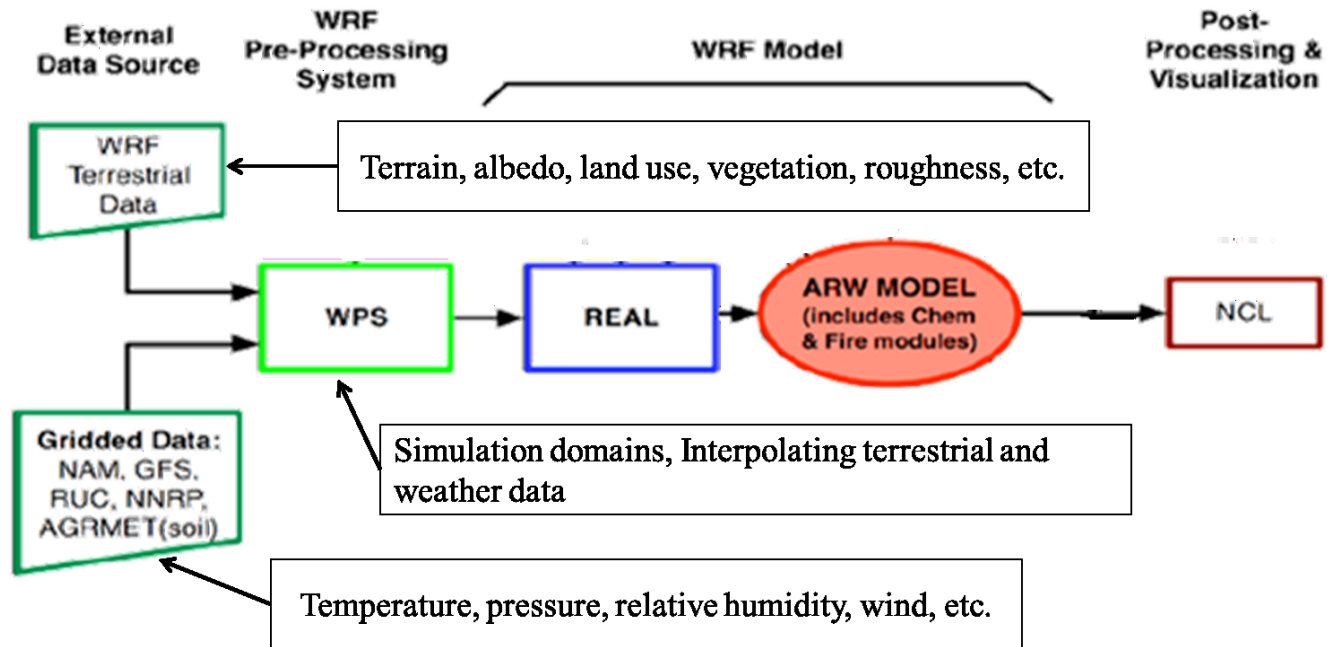 External
Data Source
WRF
Pre-Processing
System
WRF Model
Post-
Processing &
Visualization
WRF
Terrestrial
Data
Terrain, albedo, land use, vegetation, roughness, etc.
WPS
REAL
ARW MODEL
(includes Chem
& Fire modules)
NCL
Gridded Data:
NAM, GFS,
RUC, NNRP,
AGRMET(soil)
Simulation domains, Interpolating terrestrial and
weather data
Temperature, pressure, relative humidity, wind, etc.